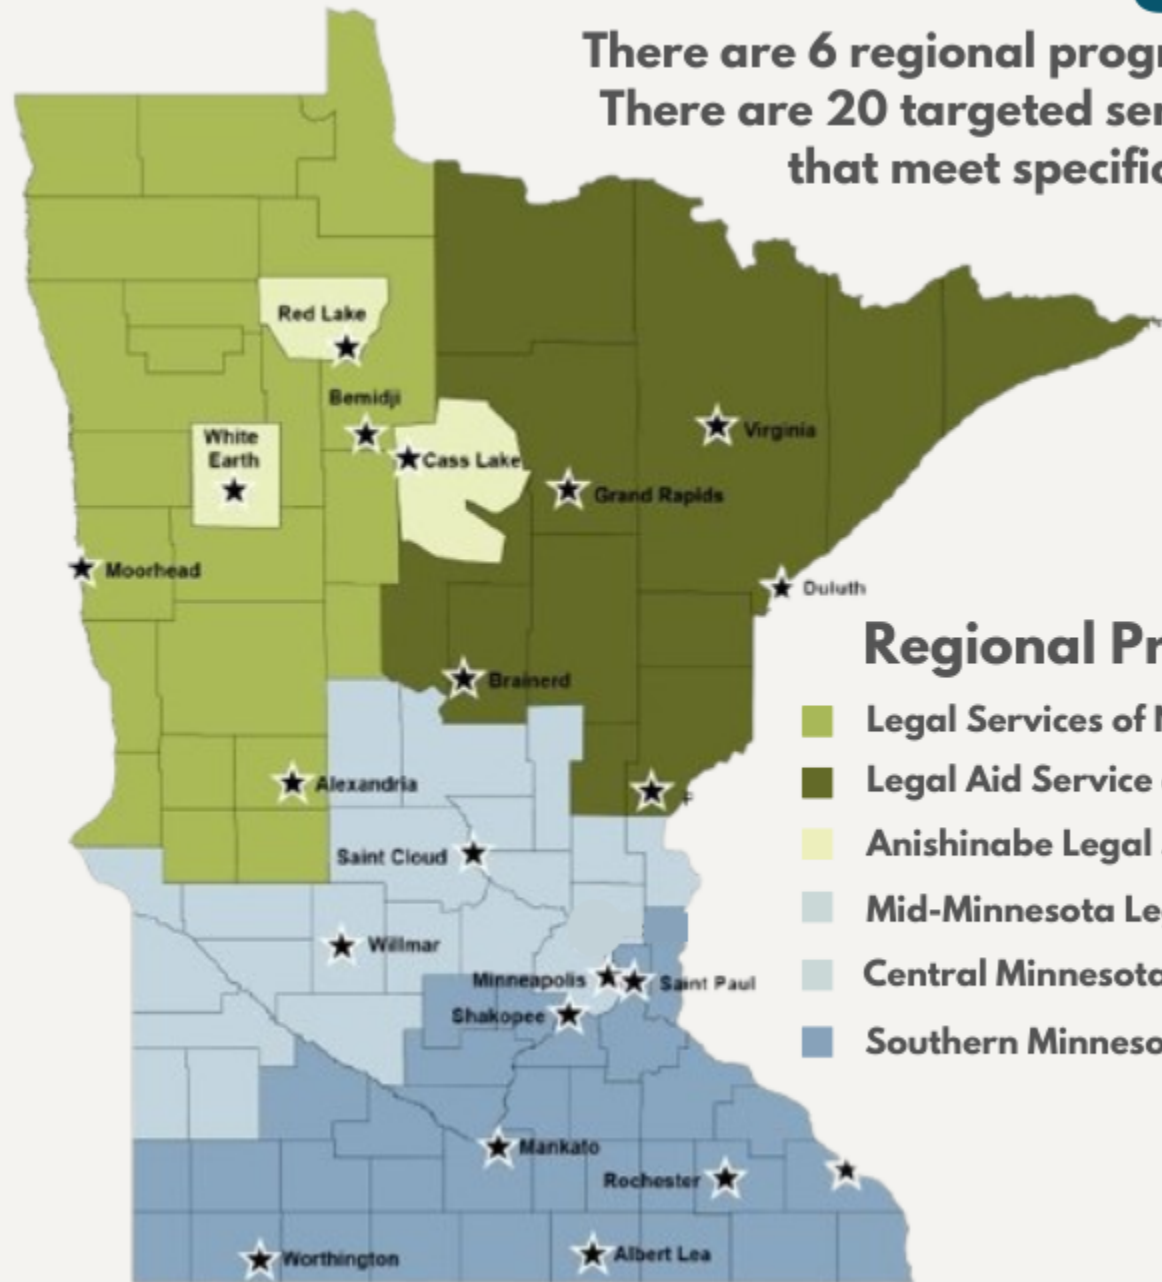 There are 6 regional progr
There are 20 targeted ser
that meet specific
Red Lake
Bemidji
White
Earth
Cass Lake
Virginia
Grand Rapids
Moorhead
Duluth
Brainerd
Alexandria
Saint Cloud
Willmar
Minneapolis
Saint Paul
Shakopee
Mankato
Rochester
Worthington
Albert Lea
Regional Pr
Legal Services of
Legal Aid Service
Anishinabe Legal
Mid-Minnesota Le
Central Minnesota
Southern Minneso